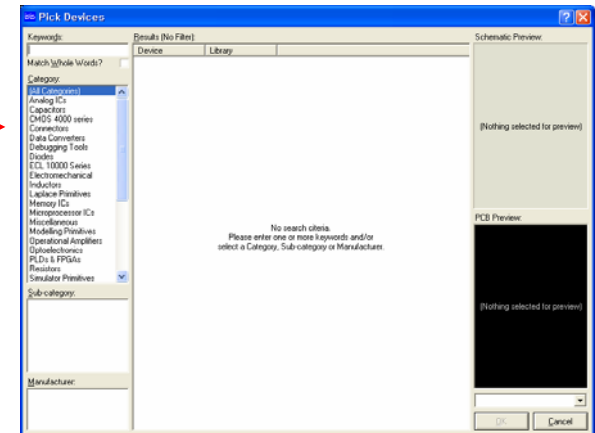 Pick Devices
Keywords:
Match Whole Words?
Category:
(All Categories)
Analog ICs
Capacitors
CMOS 4000 series
Connectors
Data Converters
Debugging Tools
Diodes
ECL 10000 Series
Electromechanical
Inductors
Laplace Primitives
Memory ICs
Microprocessor ICs
Miscellaneous
Modelling Primitives
Operational Amplifiers
Optoelectronics
PLDs & FPGAs
Resistors
Simulator Primitives
Sub-category:
Manufacturer:
Results (No Filter):
Device Library
No search criteria.
Please enter one or more keywords and/or
select a Category, Sub-category or Manufacturer.
Schematic Preview:
(Nothing selected for preview)
PCB Preview:
(Nothing selected for preview)
OK Cancel